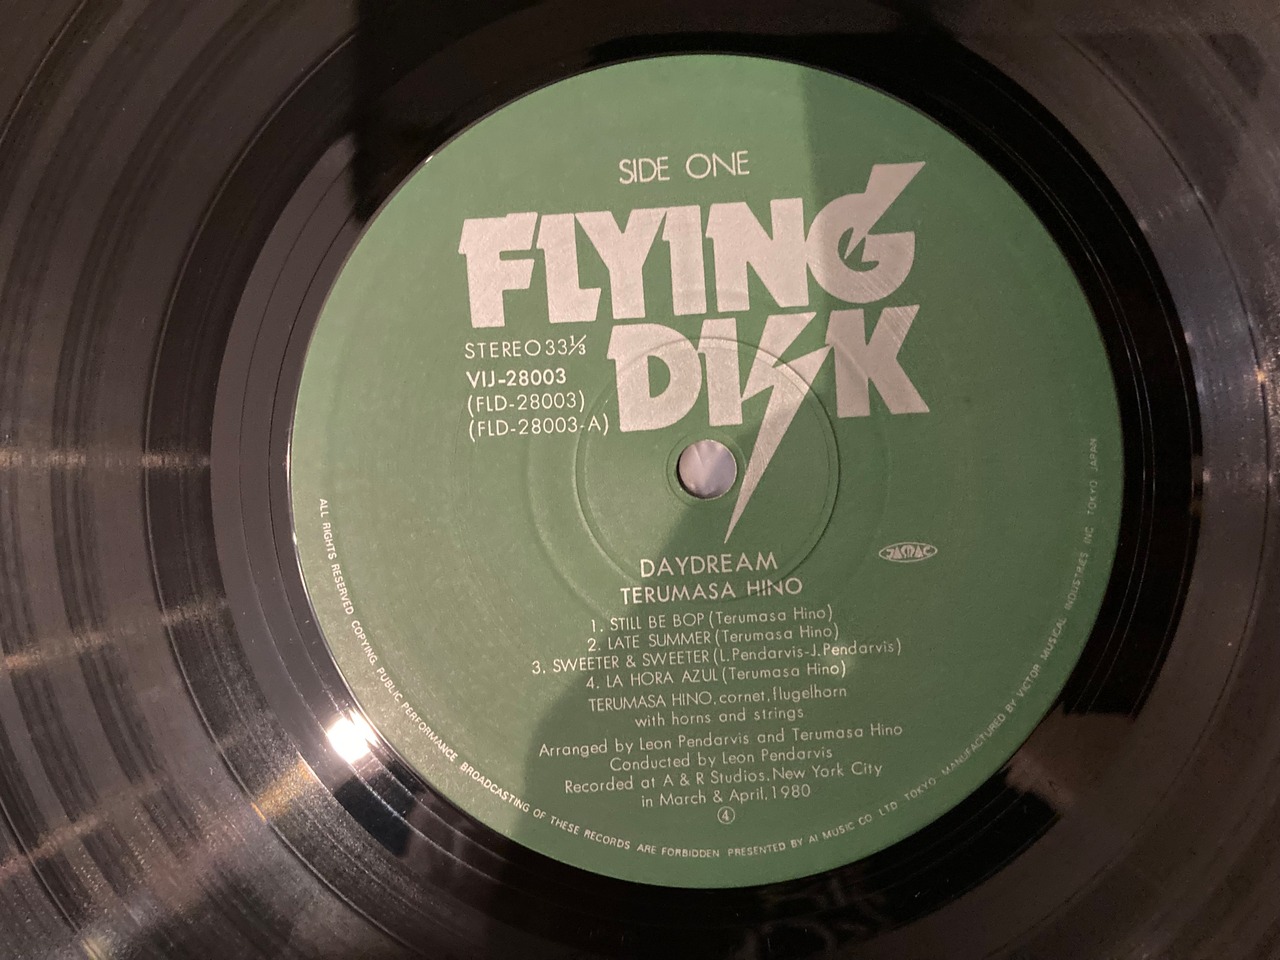 SIDE ONE
FLYING
DISK
STEREO 33⅓
VIJ-28003
(FLD-28003)
(FLD-28003-A)
DAYDREAM
TERUMASA HINO
JASRAC
1. STILL BE BOP (Terumasa Hino)
2. LATE SUMMER (Terumasa Hino)
3. SWEETER & SWEETER (L.Pendarvis-J.Pendarvis)
4. LA HORA AZUL (Terumasa Hino)
TERUMASA HINO, cornet, flugelhorn
with horns and strings
Arranged by Leon Pendarvis and Terumasa Hino
Conducted by Leon Pendarvis
Recorded at A & R Studios, New York City
in March & April, 1980
④
ALL RIGHTS RESERVED COPYING, PUBLIC PERFORMANCE BROADCASTING OF THESE RECORDS ARE FORBIDDEN PRESENTED BY AI MUSIC CO LTD TOKYO. MANUFACTURED BY VICTOR MUSICAL INDUSTRIES INC TOKYO JAPAN